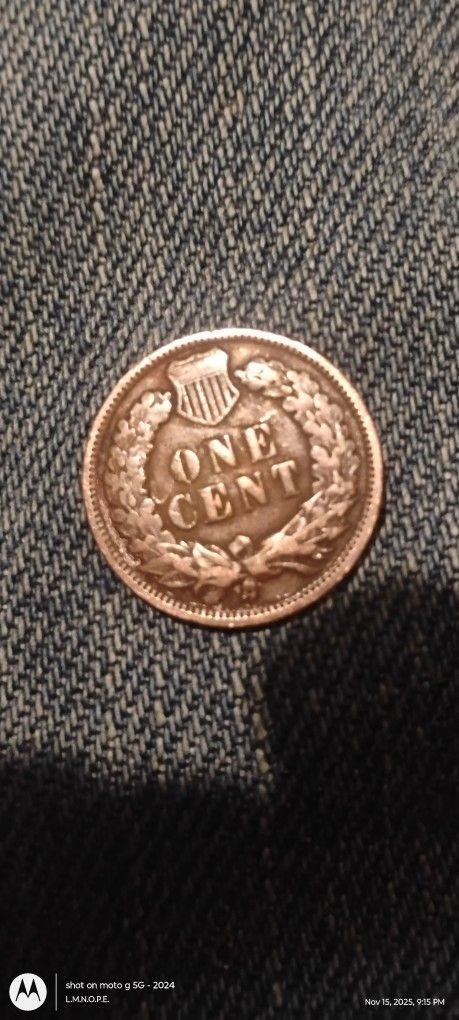 ONE
CENT
S
shot on moto g 5G - 2024
L.M.N.O.P.E.
Nov 15, 2025, 9:15 PM